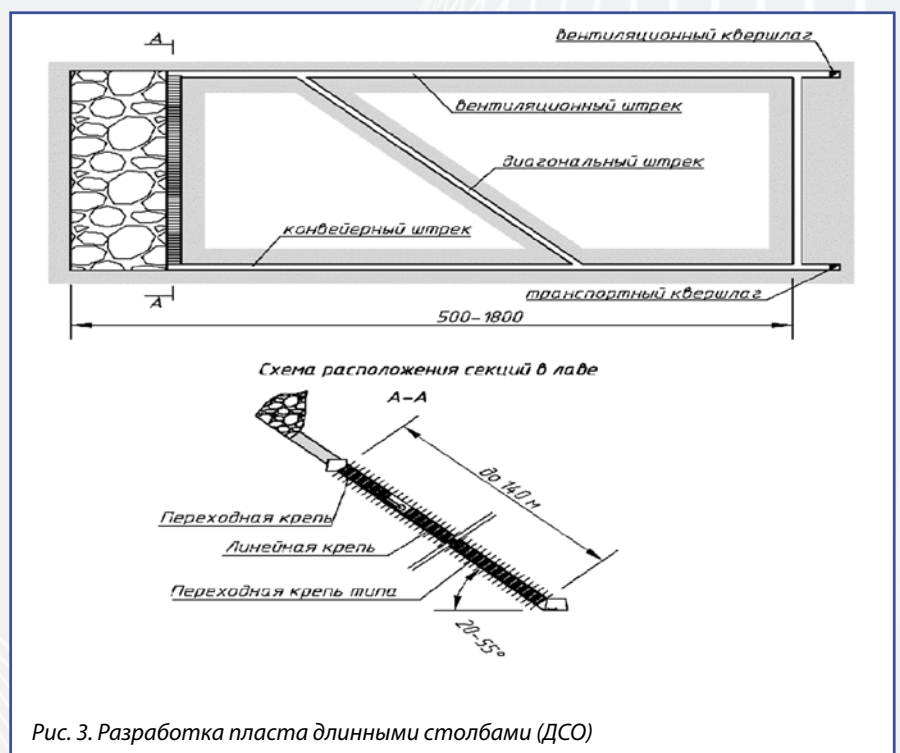 А
вентиляционный квершлаг
вентиляционный штрек
диагональный штрек
конвейерный штрек
А
транспортный квершлаг
500-1800
Схема расположения секций в лаве
А-А
до 140 м
Переходная крепь
Линейная крепь
Переходная крепь типа
20-55°
Рис. 3. Разработка пласта длинными столбами (ДСО)